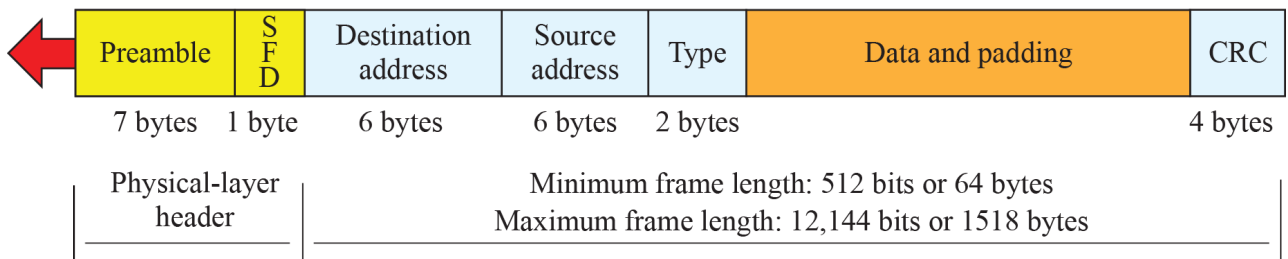 Preamble
S
F
D
Destination
address
Source
address
Type
Data and padding
CRC
7 bytes
1 byte
6 bytes
6 bytes
2 bytes
4 bytes
Physical-layer
header
Minimum frame length: 512 bits or 64 bytes
Maximum frame length: 12,144 bits or 1518 bytes